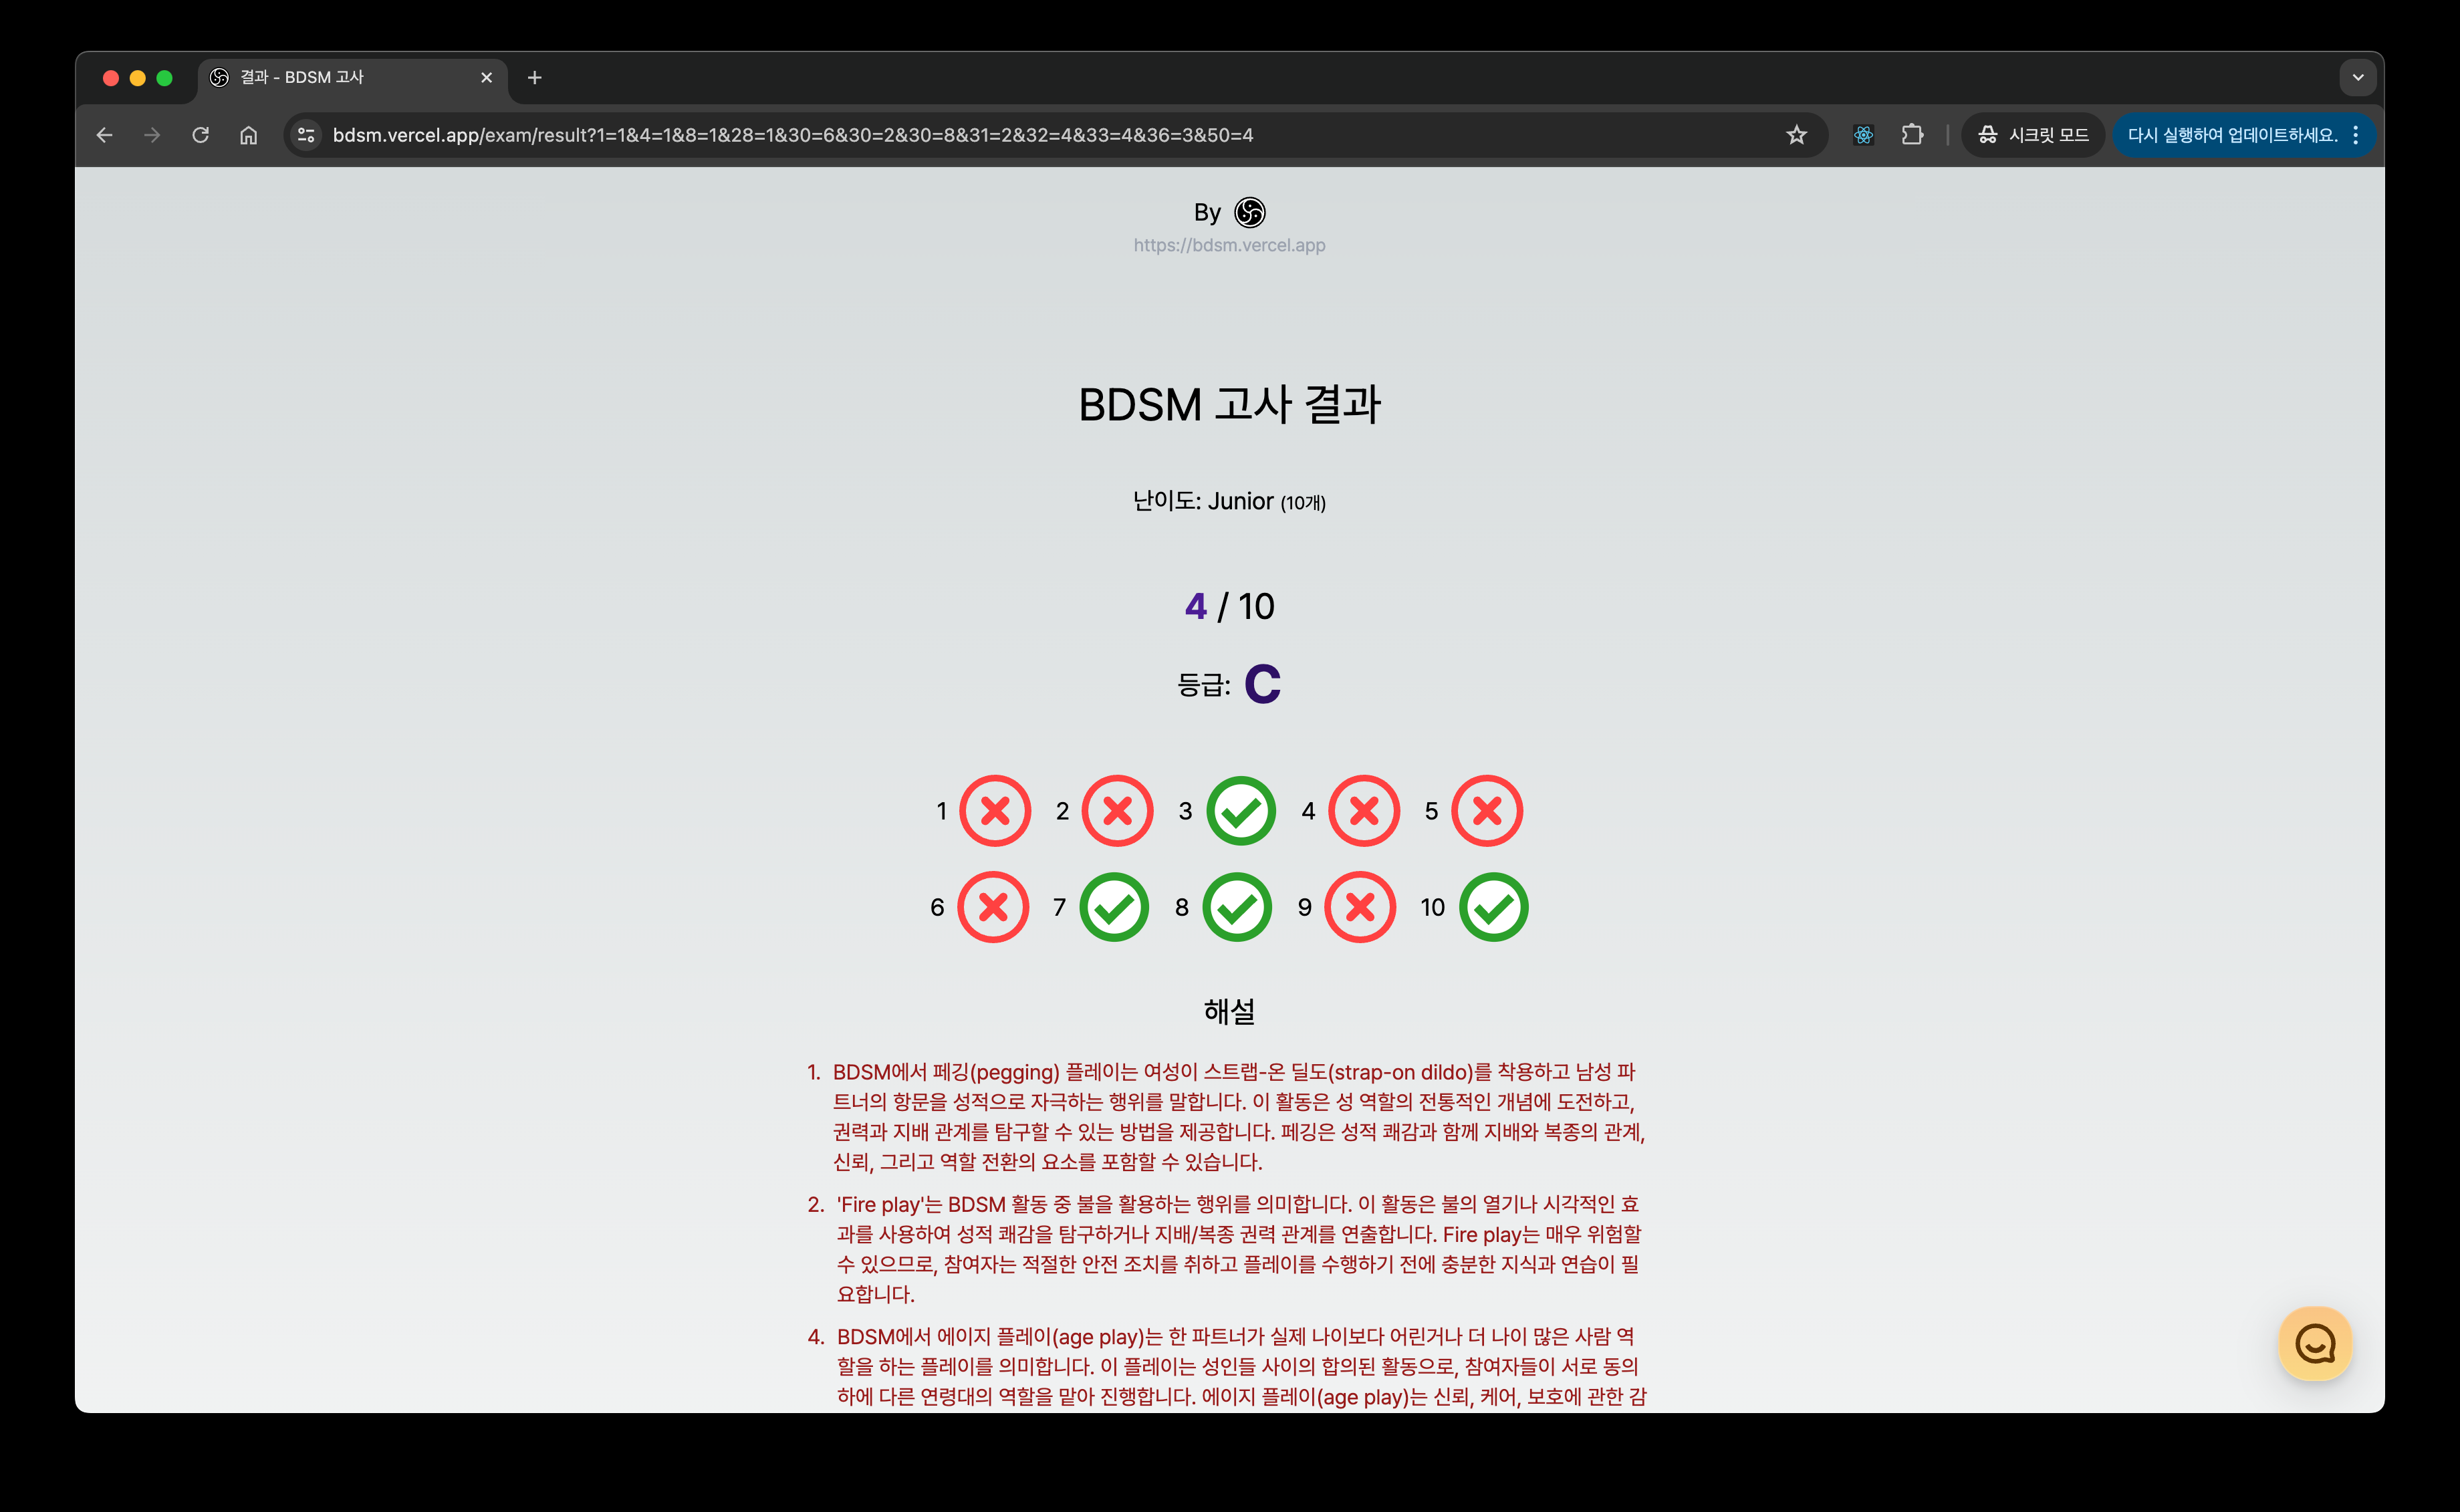 결과 - BDSM 고사
bdsm.vercel.app/exam/result?1=1&4=1&8=1&28=1&30=6&30=2&30=8&31=2&32=4&33=4&36=3&50=4
시크릿 모드
다시 실행하여 업데이트하세요.
By
https://bdsm.vercel.app
BDSM 고사 결과
난이도: Junior (10개)
4 / 10
등급: C
1 2 3 4 5
6 7 8 9 10
해설
1. BDSM에서 페깅(pegging) 플레이는 여성이 스트랩-온 딜도(strap-on dildo)를 착용하고 남성 파
트너의 항문을 성적으로 자극하는 행위를 말합니다. 이 활동은 성 역할의 전통적인 개념에 도전하고,
권력과 지배 관계를 탐구할 수 있는 방법을 제공합니다. 페깅은 성적 쾌감과 함께 지배와 복종의 관계,
신뢰, 그리고 역할 전환의 요소를 포함할 수 있습니다.
2. 'Fire play'는 BDSM 활동 중 불을 활용하는 행위를 의미합니다. 이 활동은 불의 열기나 시각적인 효
과를 사용하여 성적 쾌감을 탐구하거나 지배/복종 권력 관계를 연출합니다. Fire play는 매우 위험할
수 있으므로, 참여자는 적절한 안전 조치를 취하고 플레이를 수행하기 전에 충분한 지식과 연습이 필
요합니다.
4. BDSM에서 에이지 플레이(age play)는 한 파트너가 실제 나이보다 어린거나 더 나이 많은 사람 역
할을 하는 플레이를 의미합니다. 이 플레이는 성인들 사이의 합의된 활동으로, 참여자들이 서로 동의
하에 다른 연령대의 역할을 맡아 진행합니다. 에이지 플레이(age play)는 신뢰, 케어, 보호에 관한 감